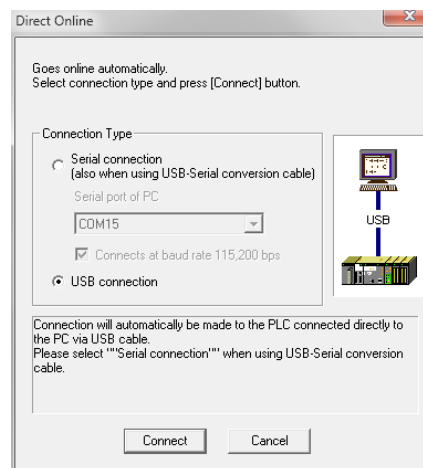 Direct Online
Goes online automatically.
Select connection type and press [Connect] button.
Connection Type
Serial connection
(also when using USB-Serial conversion cable)
Serial port of PC
COM15
Connects at baud rate 115,200 bps
USB connection
USB
Connection will automatically be made to the PLC connected directly to
the PC via USB cable.
Please select ""Serial connection"" when using USB-Serial conversion
cable.
Connect
Cancel